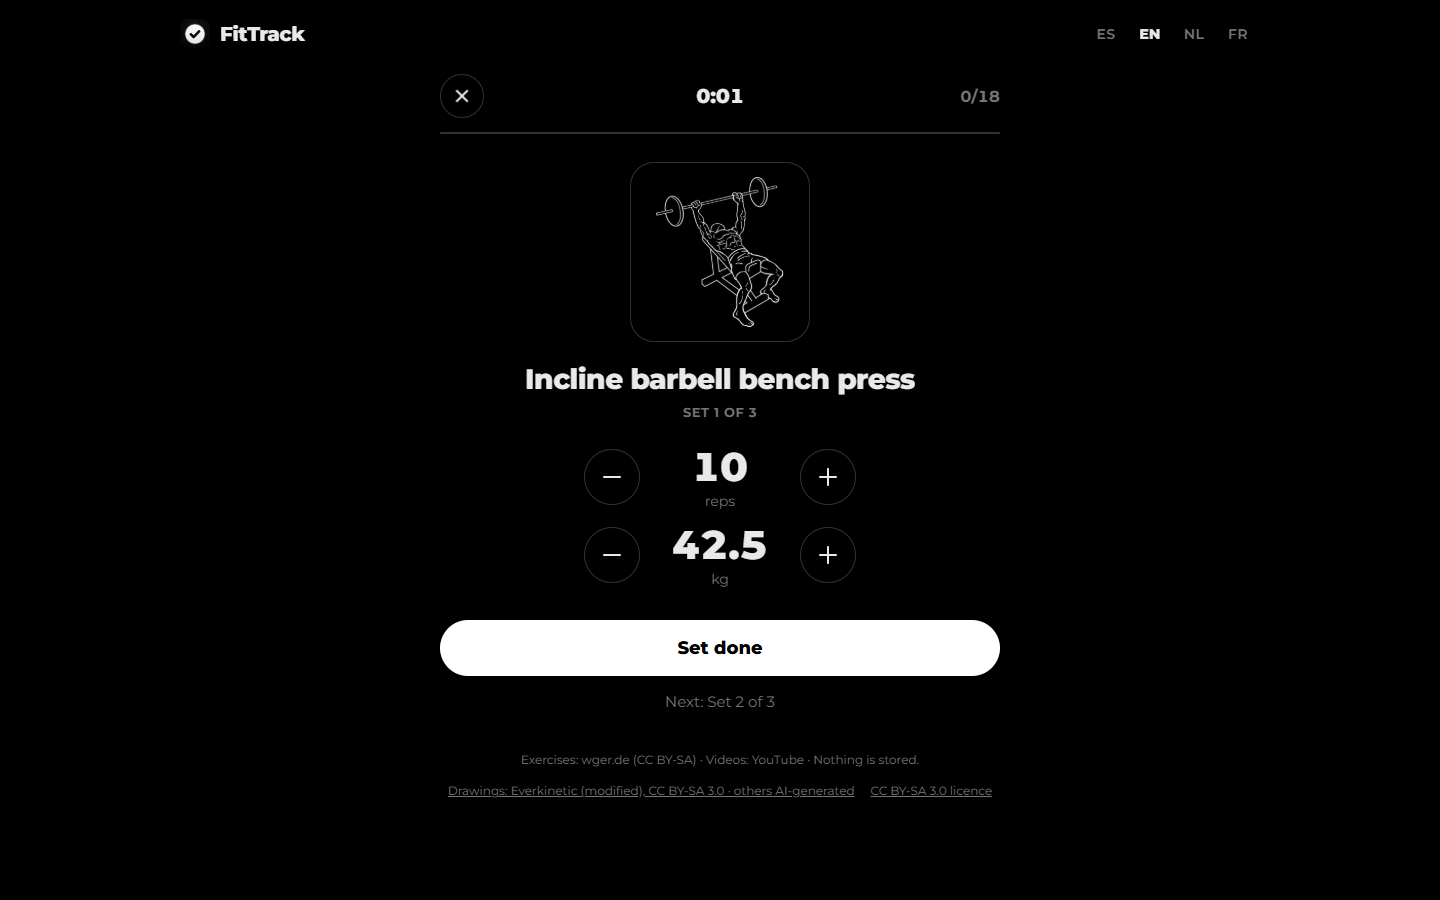 FitTrack
ES EN NL FR
0:01
0/18
Incline barbell bench press
SET 1 OF 3
10
reps
42.5
kg
Set done
Next: Set 2 of 3
Exercises: wger.de (CC BY-SA) · Videos: YouTube · Nothing is stored.
Drawings: Everkinetic (modified), CC BY-SA 3.0 · others AI-generated CC BY-SA 3.0 licence